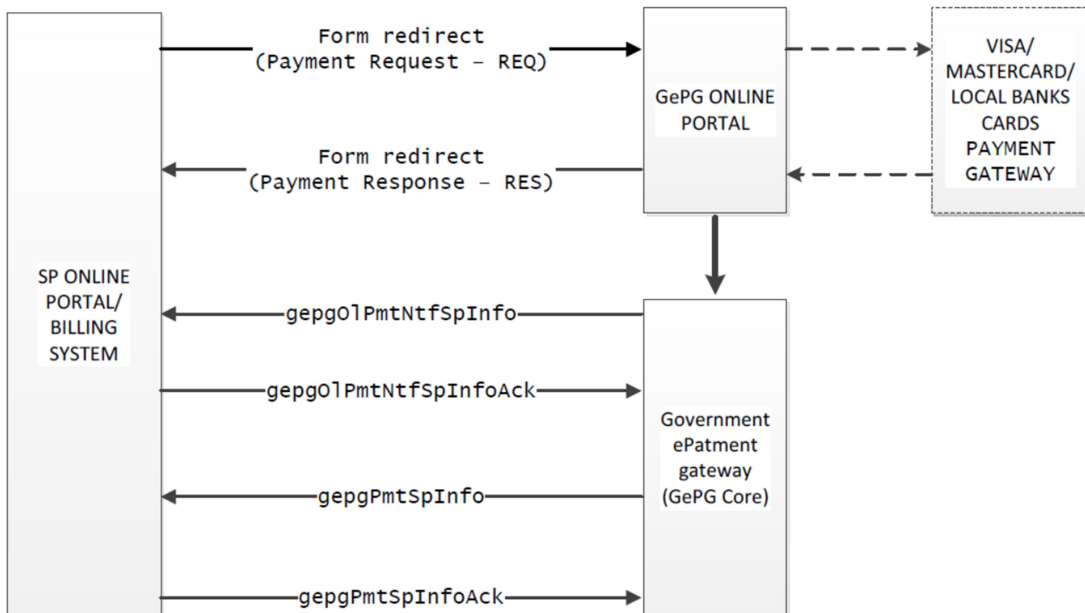 Form redirect
(Payment Request – REQ)
GePG ONLINE
PORTAL
VISA/
MASTERCARD/
LOCAL BANKS
CARDS
PAYMENT
GATEWAY
Form redirect
(Payment Response – RES)
SP ONLINE
PORTAL/
BILLING
SYSTEM
gepgOlPmtNtfSpInfo
gepgOlPmtNtfSpInfoAck
gepgPmtSpInfo
gepgPmtSpInfoAck
Government
ePatment
gateway
(GePG Core)